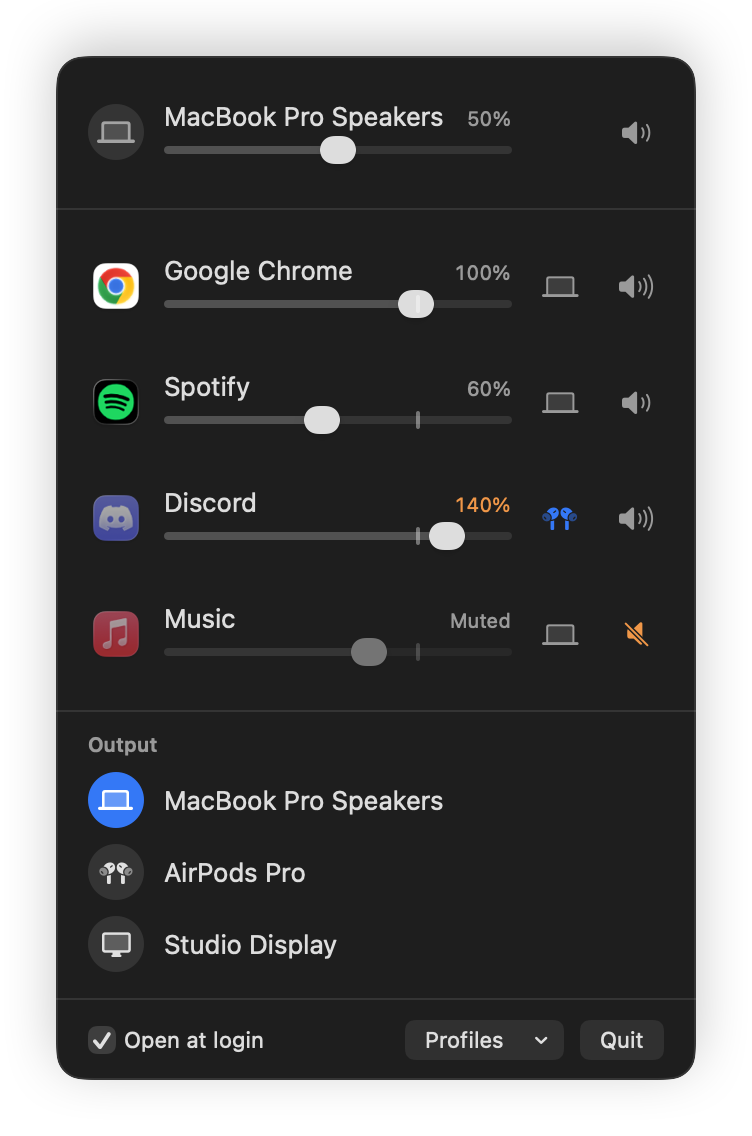 MacBook Pro Speakers 50%
Google Chrome 100%
Spotify 60%
Discord 140%
Music Muted
Output
MacBook Pro Speakers
AirPods Pro
Studio Display
Open at login Profiles Quit